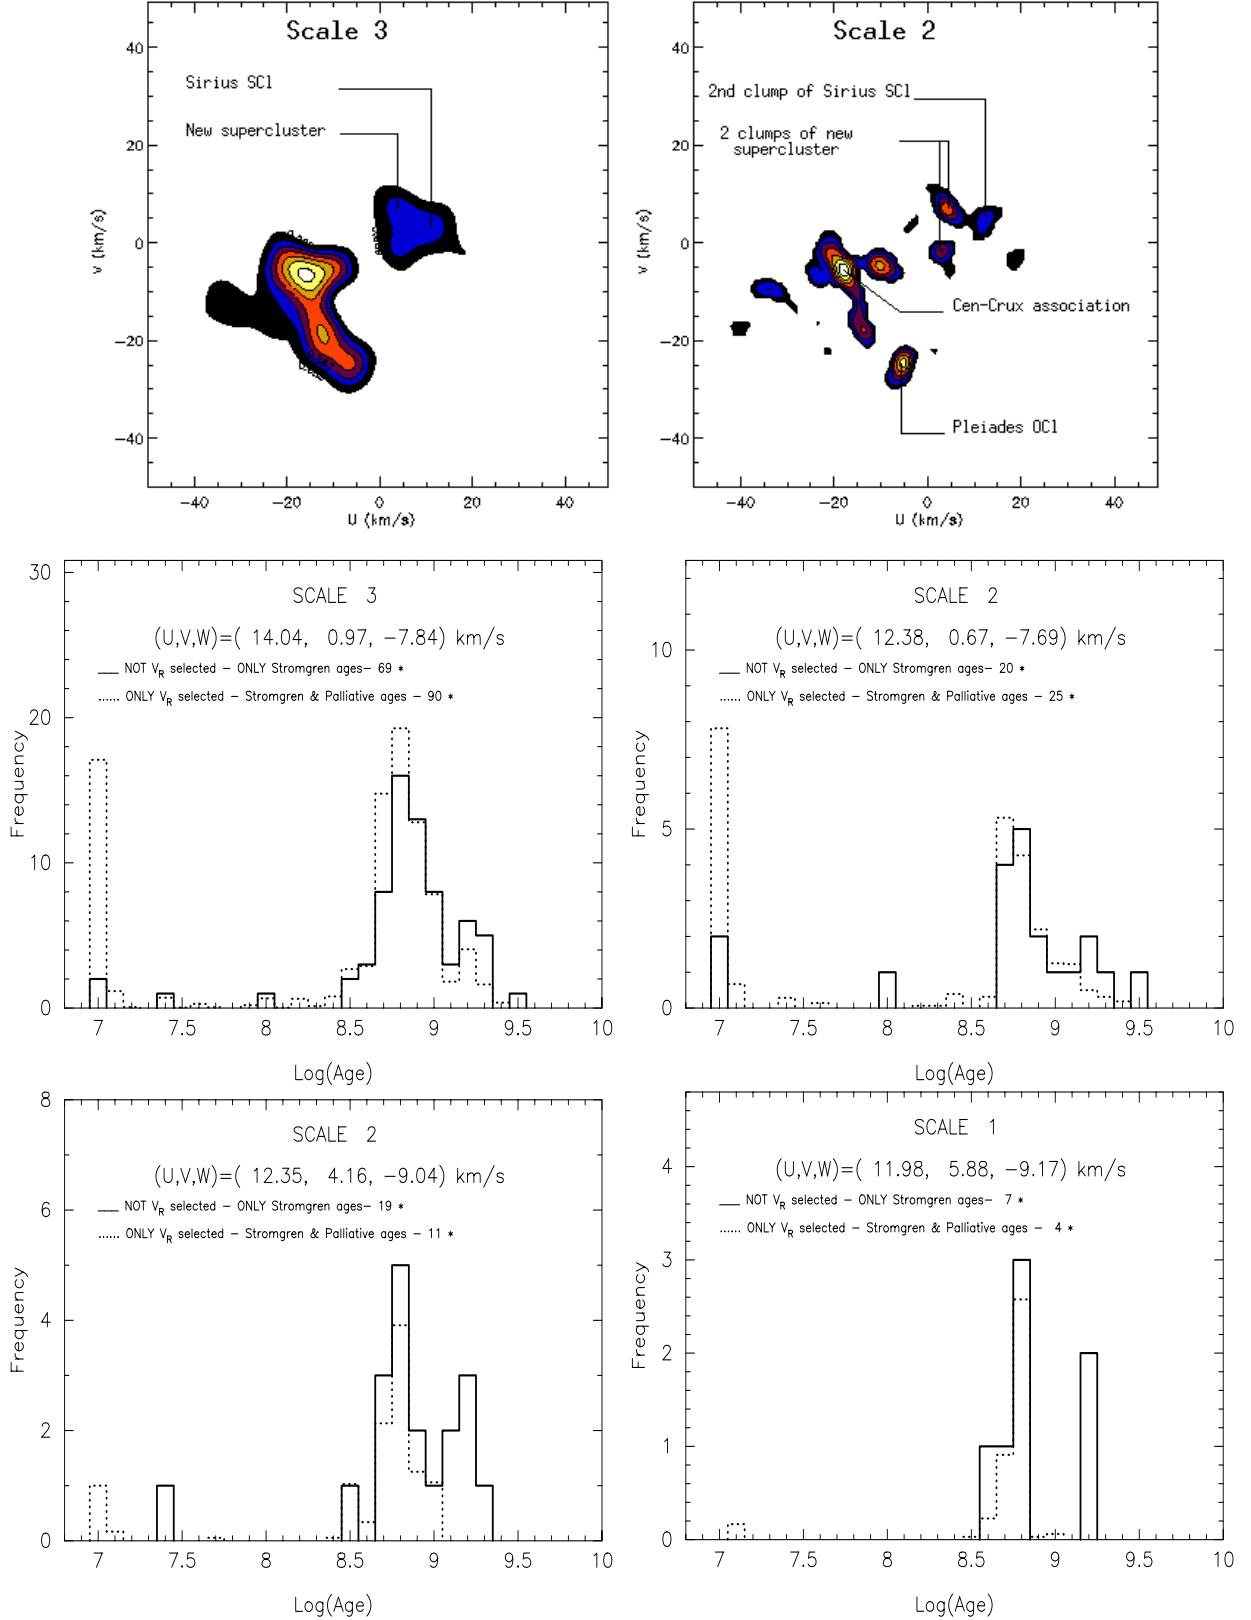 Scale 3
Sirius SCl
New supercluster
40
20
0
−20
−40
V (km/s)
−40 −20 0 20 40
U (km/s)
Scale 2
2nd clump of Sirius SCl
2 clumps of new
supercluster
Cen-Crux association
Pleiades OCl
40
20
0
−20
−40
V (km/s)
−40 −20 0 20 40
U (km/s)
SCALE 3
(U,V,W)=( 14.04, 0.97, −7.84) km/s
NOT VR selected − ONLY Stromgren ages− 69 *
ONLY VR selected − Stromgren & Palliative ages − 90 *
30
20
10
0
Frequency
7 7.5 8 8.5 9 9.5 10
Log(Age)
SCALE 2
(U,V,W)=( 12.38, 0.67, −7.69) km/s
NOT VR selected − ONLY Stromgren ages− 20 *
ONLY VR selected − Stromgren & Palliative ages − 25 *
10
5
0
Frequency
7 7.5 8 8.5 9 9.5 10
Log(Age)
SCALE 2
(U,V,W)=( 12.35, 4.16, −9.04) km/s
NOT VR selected − ONLY Stromgren ages− 19 *
ONLY VR selected − Stromgren & Palliative ages − 11 *
8
6
4
2
0
Frequency
7 7.5 8 8.5 9 9.5 10
Log(Age)
SCALE 1
(U,V,W)=( 11.98, 5.88, −9.17) km/s
NOT VR selected − ONLY Stromgren ages− 7 *
ONLY VR selected − Stromgren & Palliative ages − 4 *
4
3
2
1
0
Frequency
7 7.5 8 8.5 9 9.5 10
Log(Age)